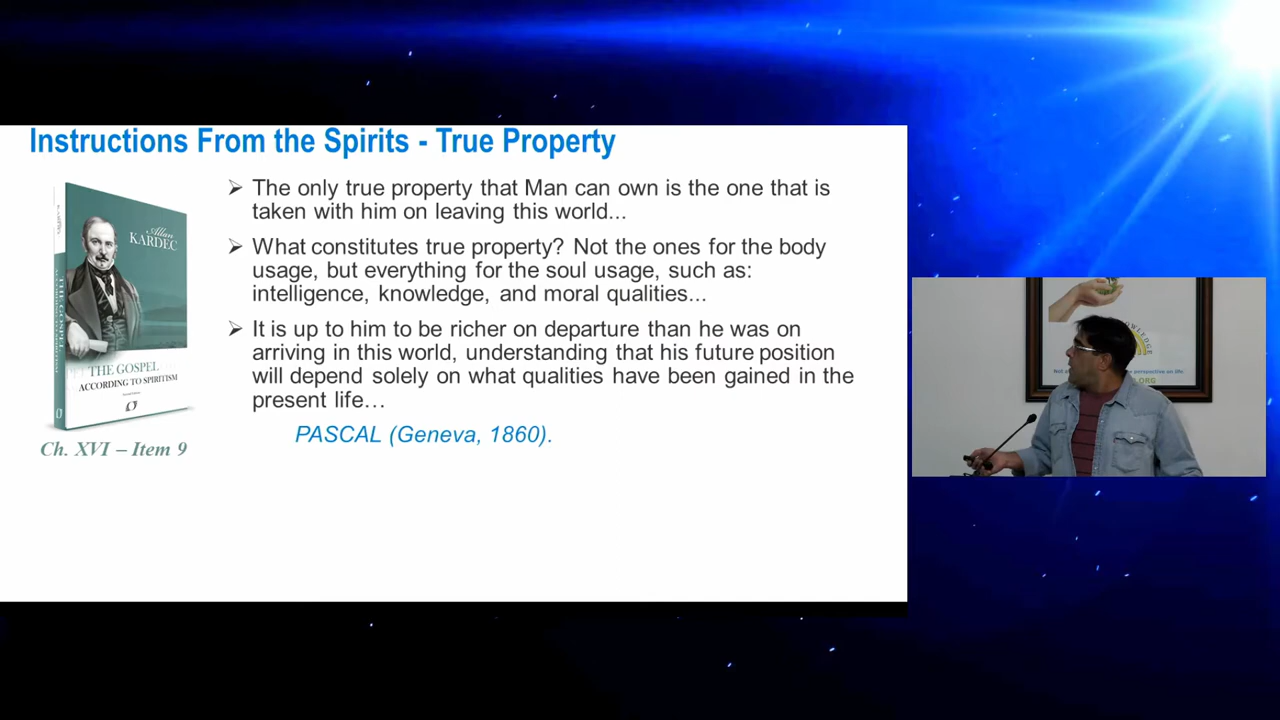 Instructions From the Spirits - True Property
➢ The only true property that Man can own is the one that is
taken with him on leaving this world...
➢ What constitutes true property? Not the ones for the body
usage, but everything for the soul usage, such as:
intelligence, knowledge, and moral qualities...
➢ It is up to him to be richer on departure than he was on
arriving in this world, understanding that his future position
will depend solely on what qualities have been gained in the
present life…
PASCAL (Geneva, 1860).
Allan
KARDEC
THE GOSPEL
ACCORDING TO SPIRITISM
Ch. XVI – Item 9
perspective on life
.ORG